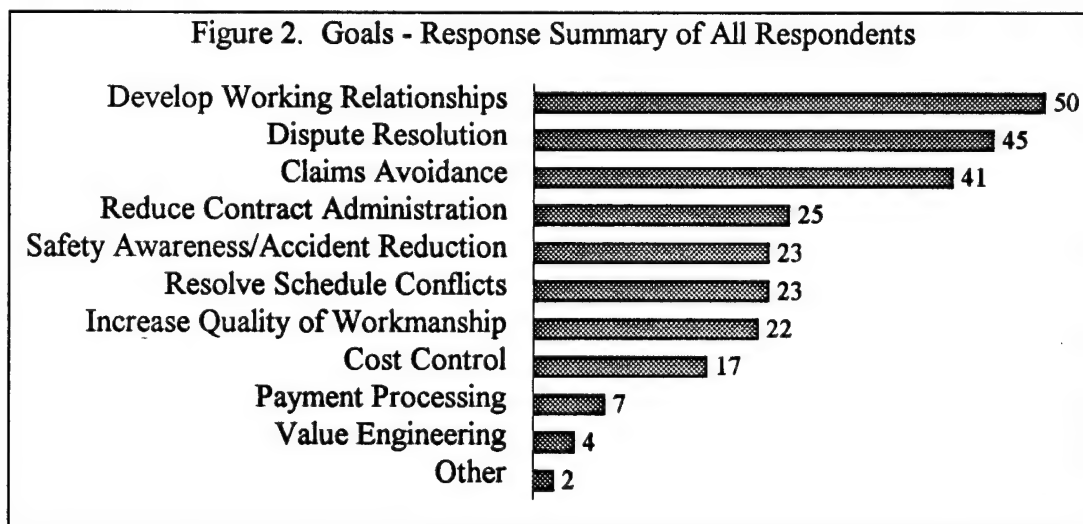 Figure 2. Goals - Response Summary of All Respondents
Develop Working Relationships 50
Dispute Resolution 45
Claims Avoidance 41
Reduce Contract Administration 25
Safety Awareness/Accident Reduction 23
Resolve Schedule Conflicts 23
Increase Quality of Workmanship 22
Cost Control 17
Payment Processing 7
Value Engineering 4
Other 2